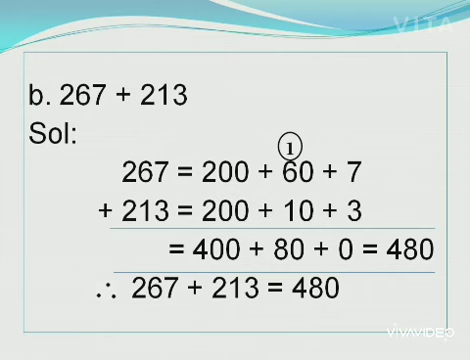 VITA
b. 267 + 213
Sol:
1
267 = 200 + 60 + 7
+ 213 = 200 + 10 + 3
= 400 + 80 + 0 = 480
∴ 267 + 213 = 480
VIVAVIDEO